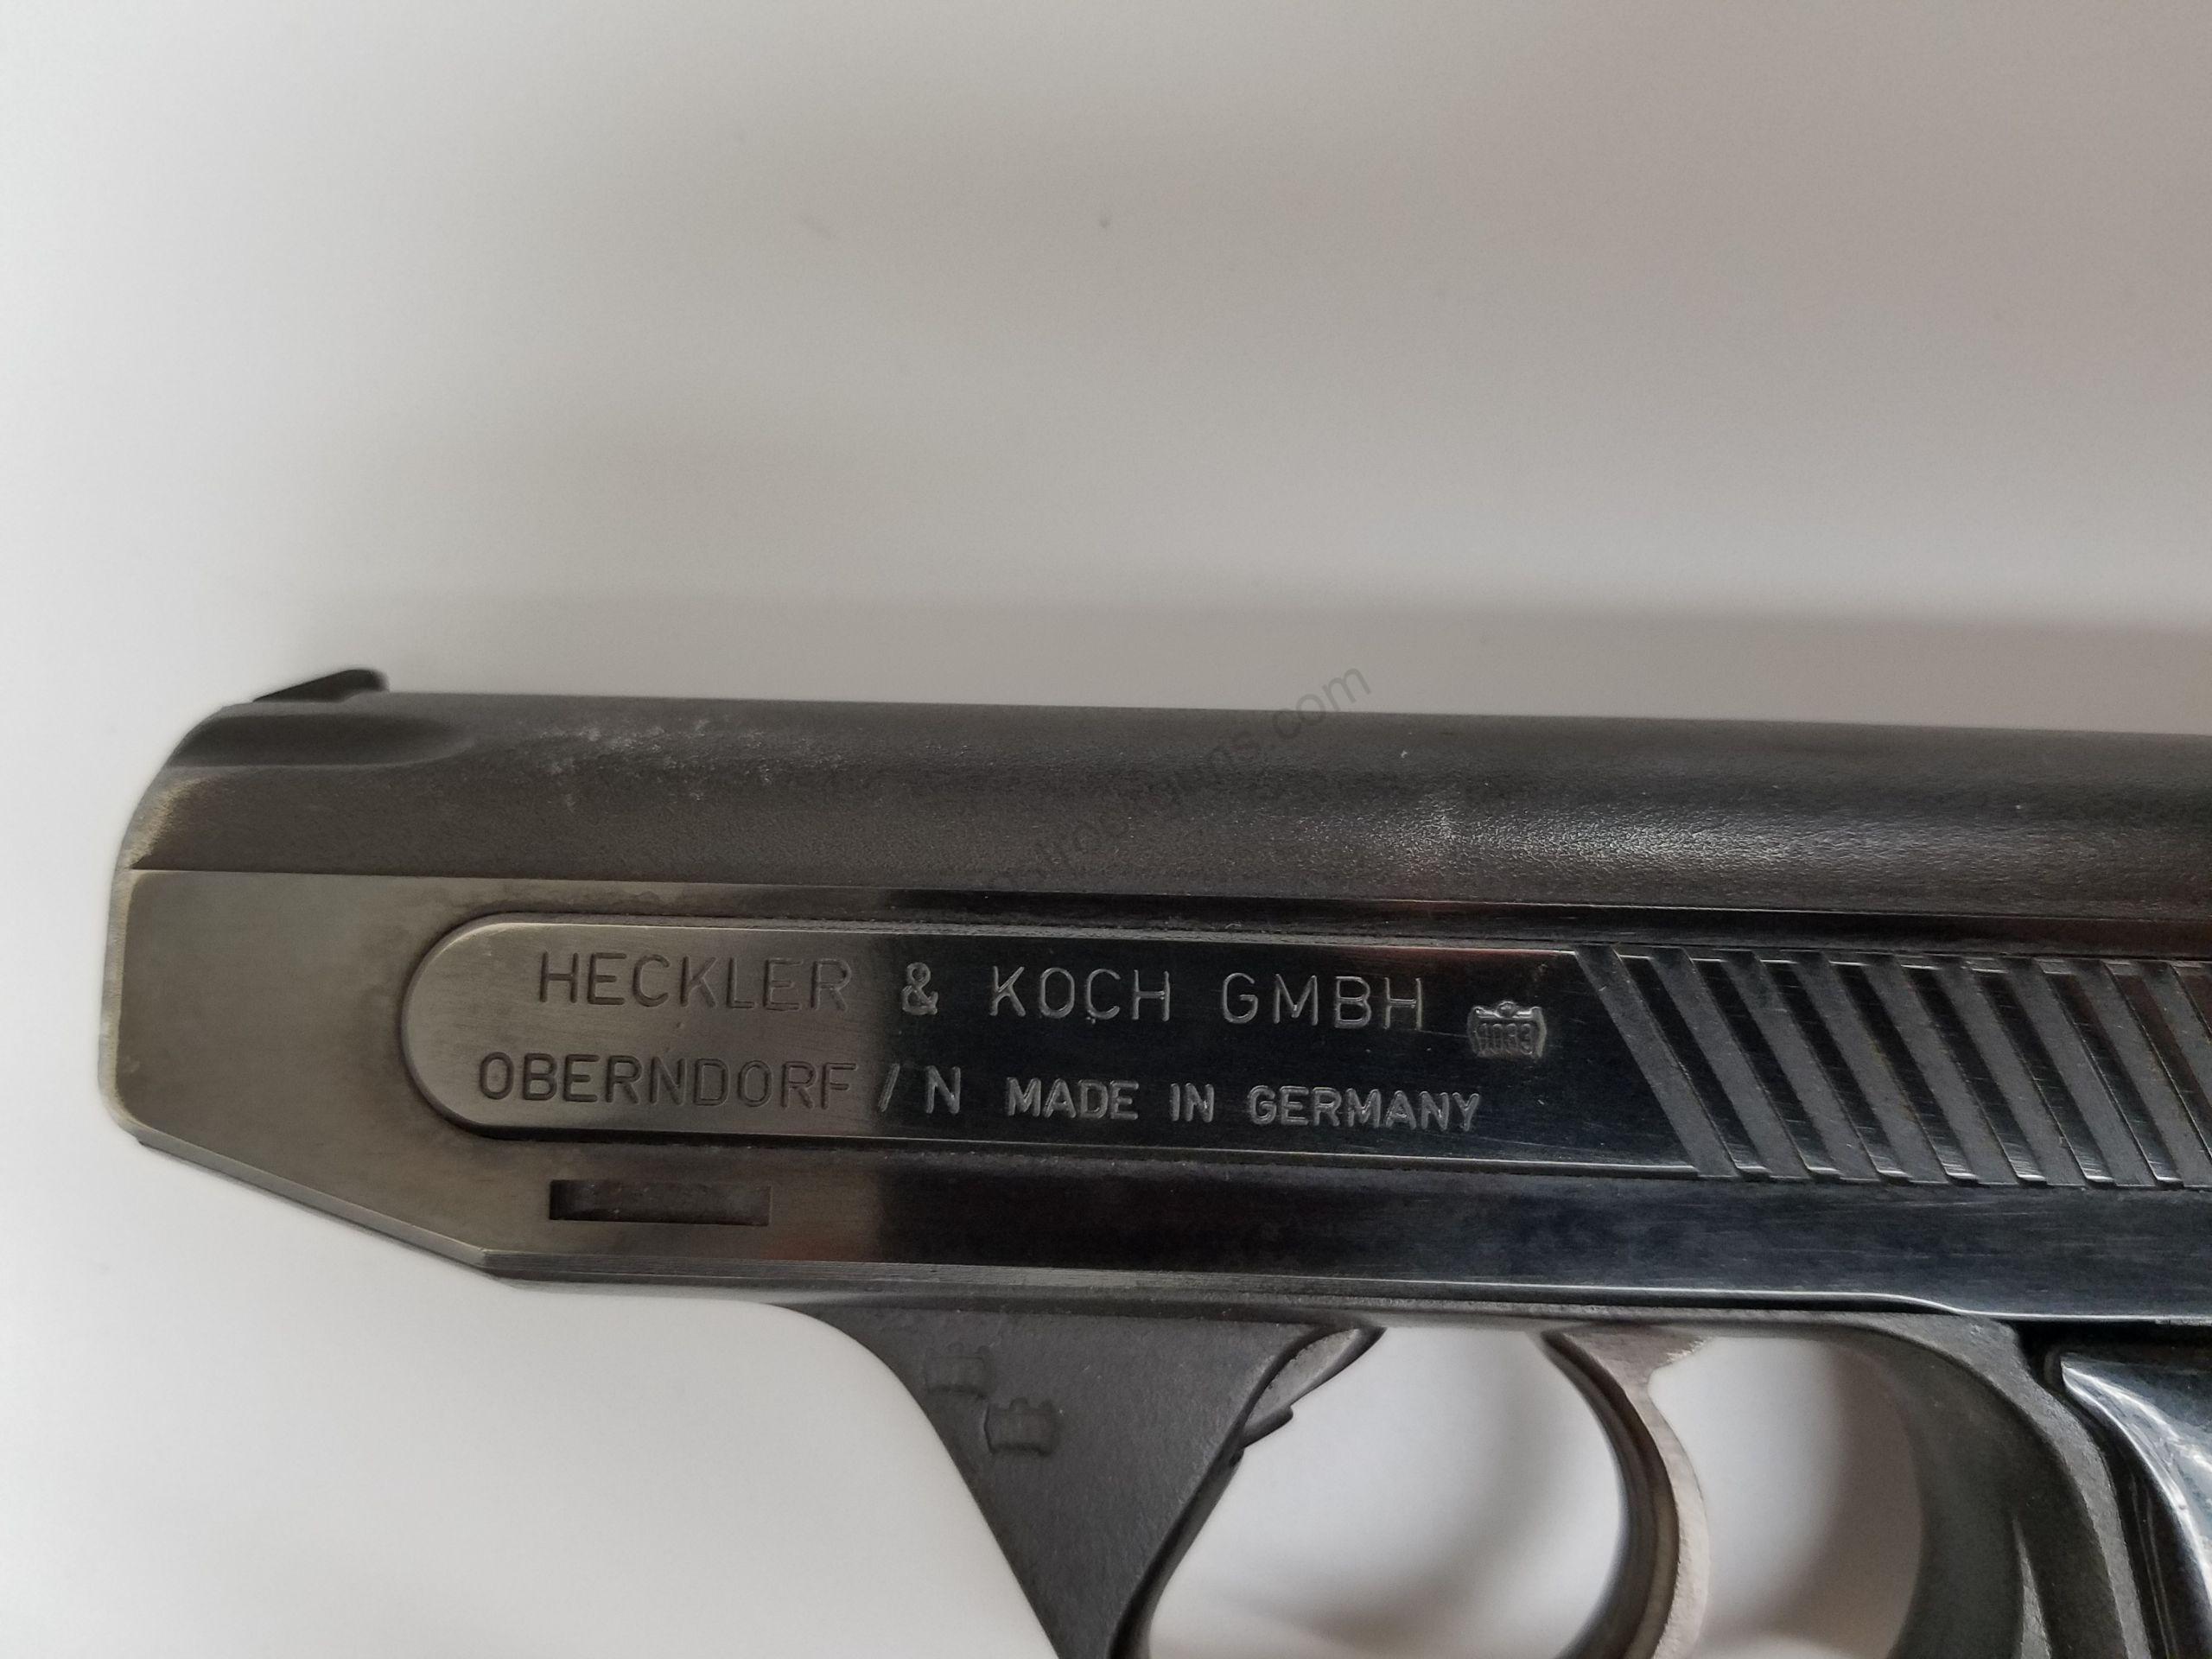 HECKLER & KOCH GMBH
OBERNDORF / N MADE IN GERMANY